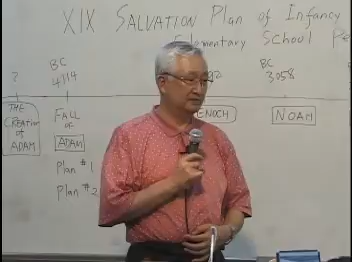 XIX SALVATION PLAN OF INFANCY
Elementary SCHOOL Pe
?
BC
4114
BC
3058
THE
CREATION
of
ADAM
FALL
OF
ADAM
Plan #1
Plan #2
ENOCH
NOAH